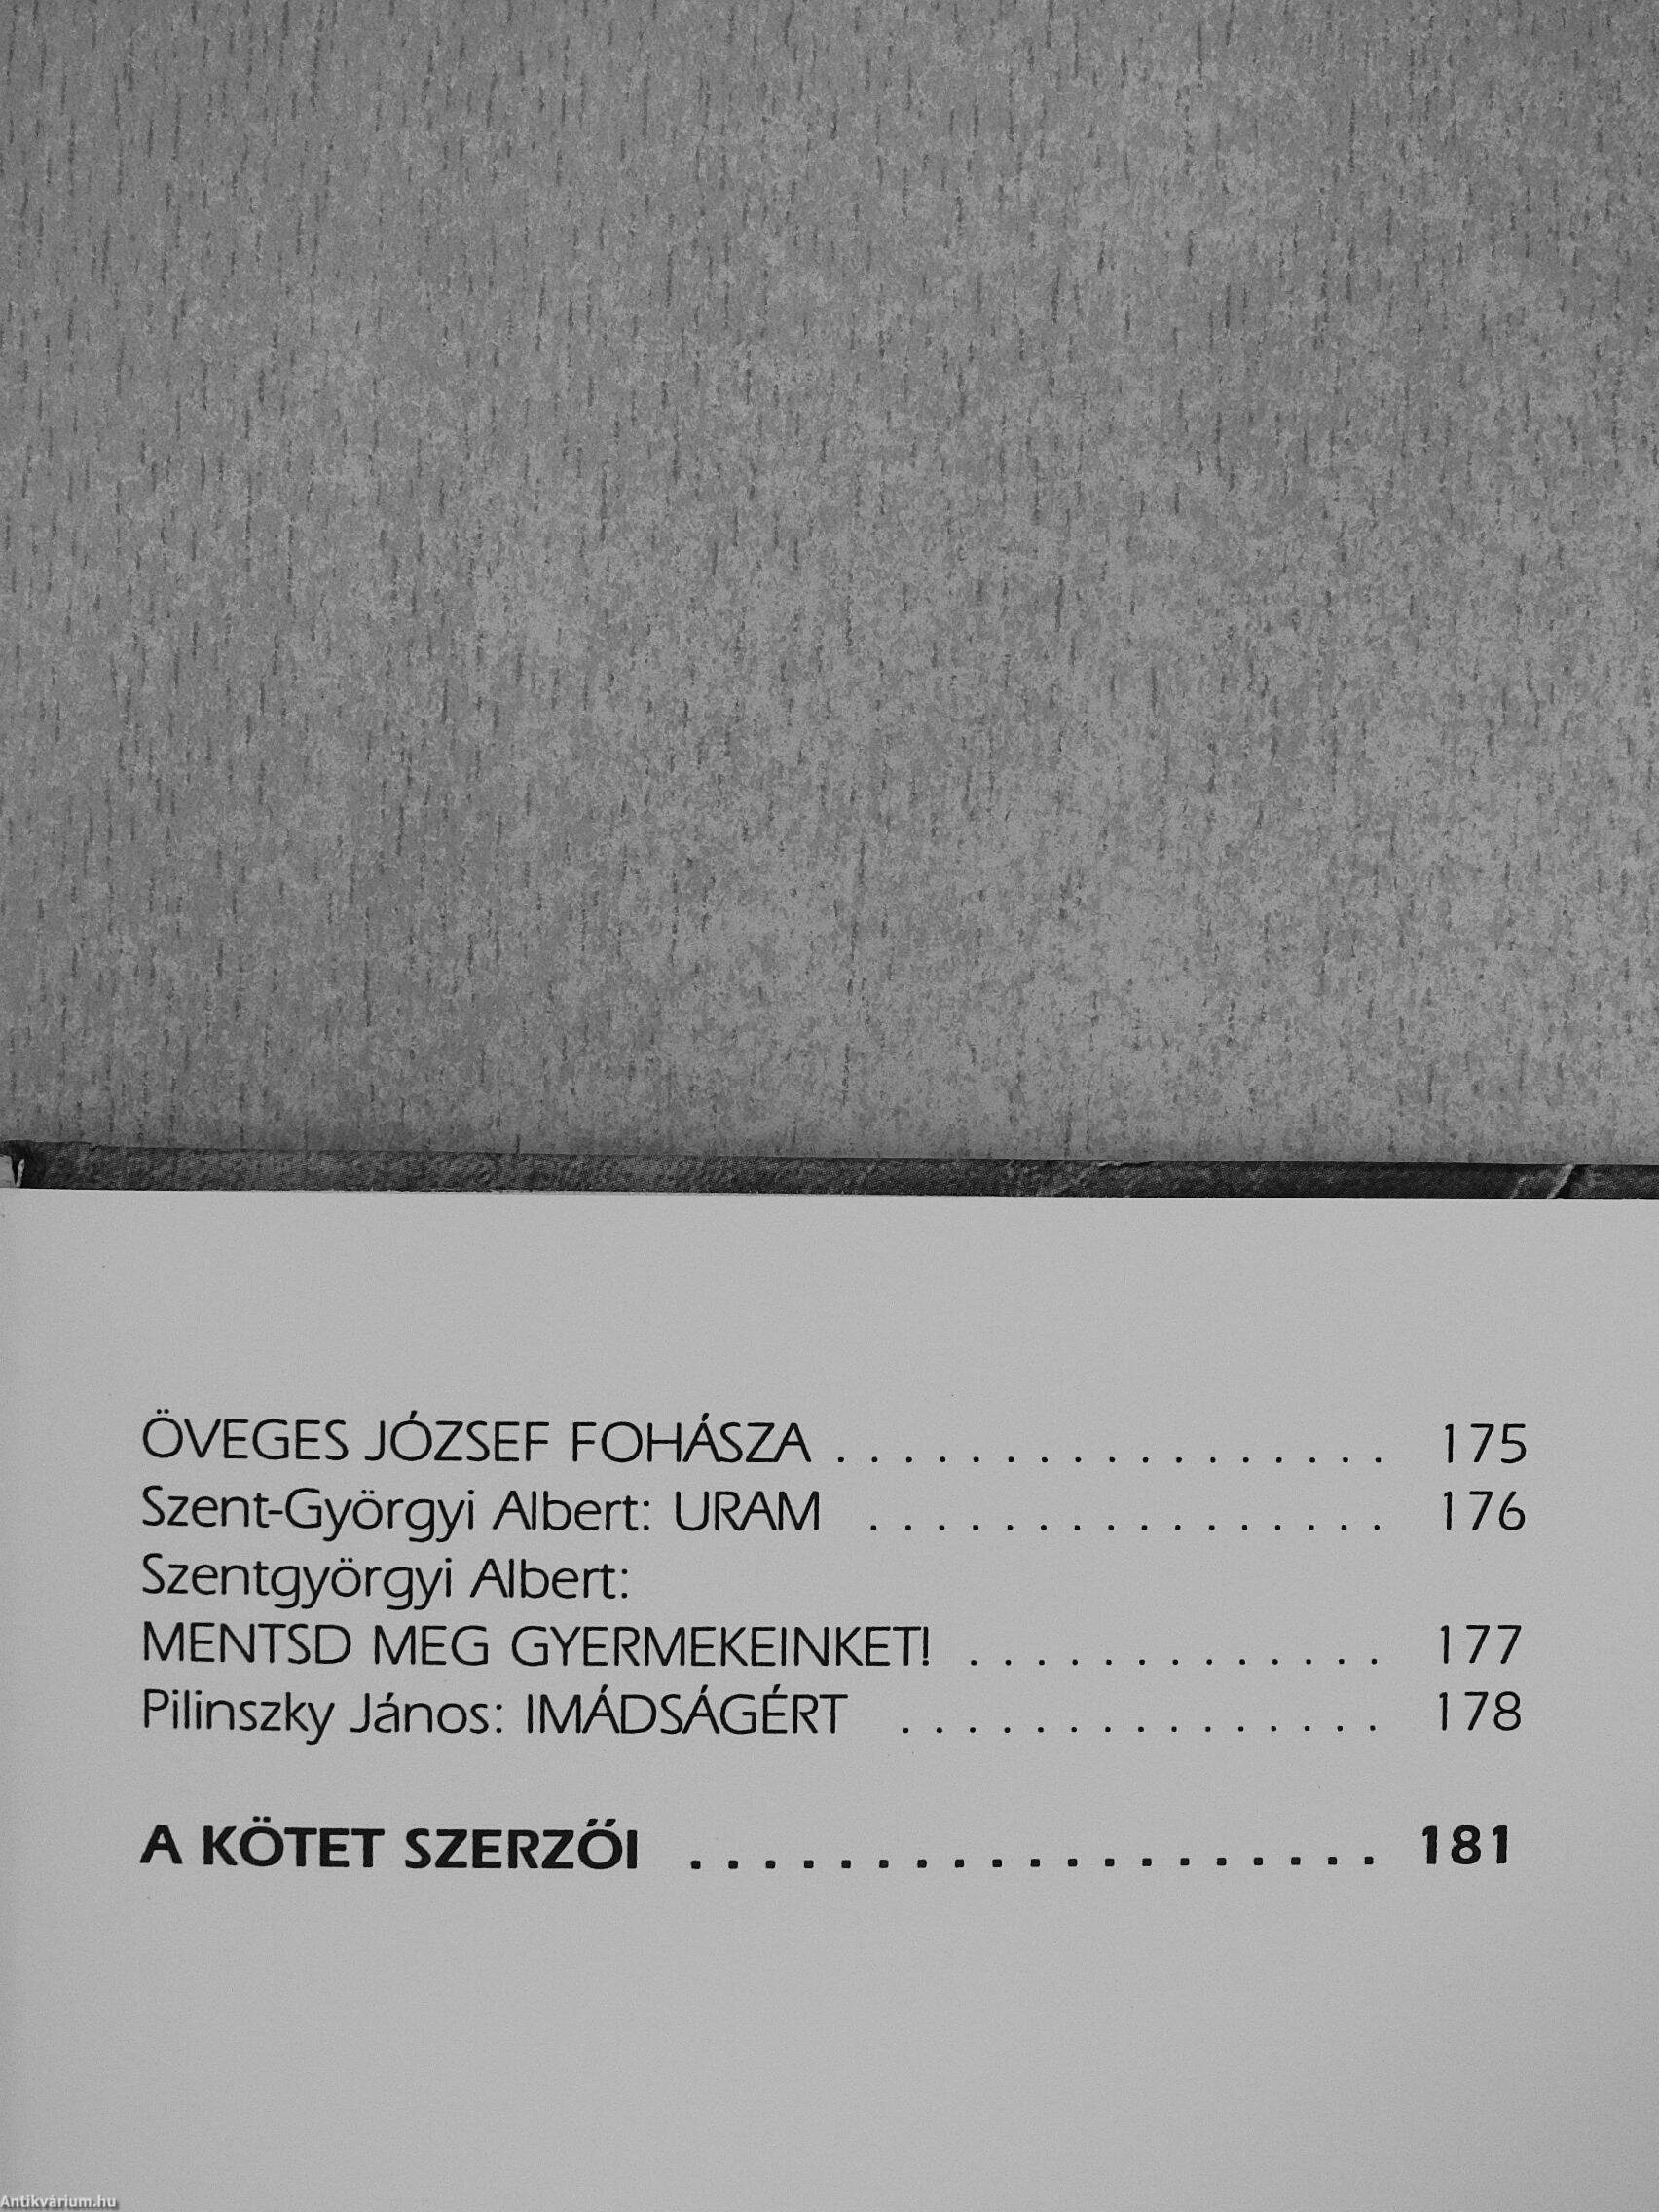 ÖVEGES JÓZSEF FOHÁSZA . . . . . . . . . . . . . . . . . 175
Szent-Györgyi Albert: URAM . . . . . . . . . . . . . . . . 176
Szentgyörgyi Albert:
MENTSD MEG GYERMEKEINKET! . . . . . . . . . . . . . 177
Pilinszky János: IMÁDSÁGÉRT . . . . . . . . . . . . . . . 178
A KÖTET SZERZŐI . . . . . . . . . . . . . . . . . . . 181
Antikvárium.hu